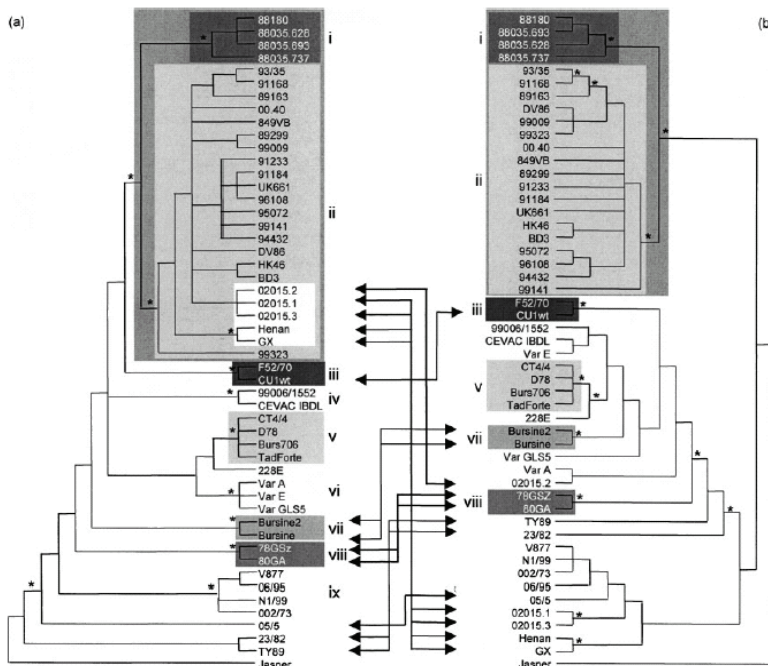 (a)
88180
88035.628
88035.693
88035.737
i
93/35
91168
89163
00.40
849VB
89299
99009
91233
91184
UK661
96108
95072
99141
94432
DV86
HK46
BD3
02015.2
02015.1
02015.3
Henan
GX
99323
ii
F52/70
CU1wt
iii
99006/1552
CEVAC IBDL
iv
CT4/4
D78
Burs706
TadForte
v
228E
Var A
Var E
Var GLS5
vi
Bursine2
Bursine
vii
78GSz
80GA
viii
V877
06/95
N1/99
002/73
ix
05/5
23/82
TY89
Jasper
(b)
88180
88035.693
88035.628
88035.737
i
93/35
91168
89163
DV86
99009
99323
00.40
849VB
89299
91233
91184
UK661
HK46
BD3
95072
96108
94432
99141
ii
F52/70
CU1wt
iii
99006/1552
CEVAC IBDL
Var E
CT4/4
D78
Burs706
TadForte
v
228E
Bursine2
Bursine
vii
Var GLS5
Var A
02015.2
78GSZ
80GA
viii
TY89
23/82
V877
N1/99
002/73
06/95
05/5
02015.1
02015.3
Henan
GX
Jasper